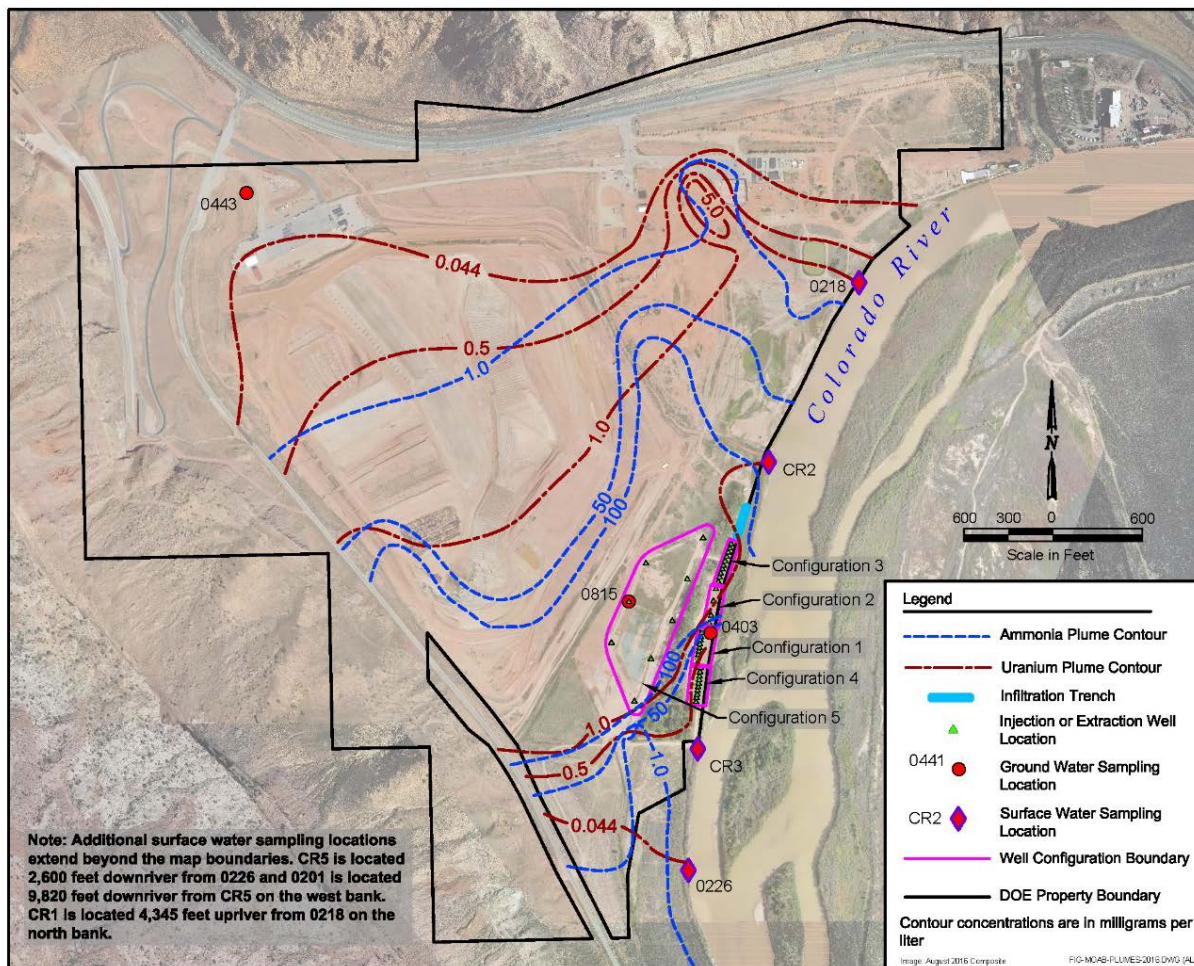 0443
0.044
5.0
0218
Colorado River
0.5
1.0
1.0
50
100
CR2
N
600 300 0 600
Scale in Feet
Configuration 3
0815
Configuration 2
0403
Configuration 1
100
Configuration 4
50
Configuration 5
1.0
1.0
CR3
0.5
0.044
0226
Note: Additional surface water sampling locations
extend beyond the map boundaries. CR5 is located
2,600 feet downriver from 0226 and 0201 is located
9,820 feet downriver from CR5 on the west bank.
CR1 is located 4,345 feet upriver from 0218 on the
north bank.
Legend
Ammonia Plume Contour
Uranium Plume Contour
Infiltration Trench
Injection or Extraction Well
Location
0441
Ground Water Sampling
Location
CR2
Surface Water Sampling
Location
Well Configuration Boundary
DOE Property Boundary
Contour concentrations are in milligrams per
liter
Image: August 2016 Composite
FIG-MOAB-PLUMES-2016.DWG (AL